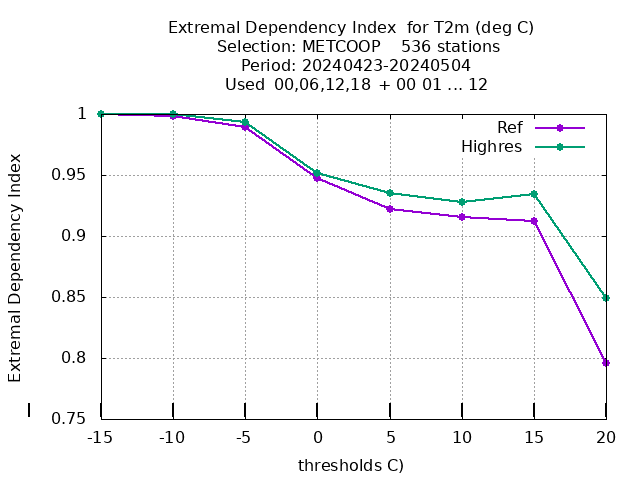 Extremal Dependency Index  for T2m (deg C)
Selection: METCOOP    536 stations
Period: 20240423-20240504
Used  00,06,12,18  + 00 01 ... 12
Ref
Highres
1
0.95
0.9
0.85
0.8
0.75
Extremal Dependency Index
-15 -10 -5 0 5 10 15 20
thresholds C)